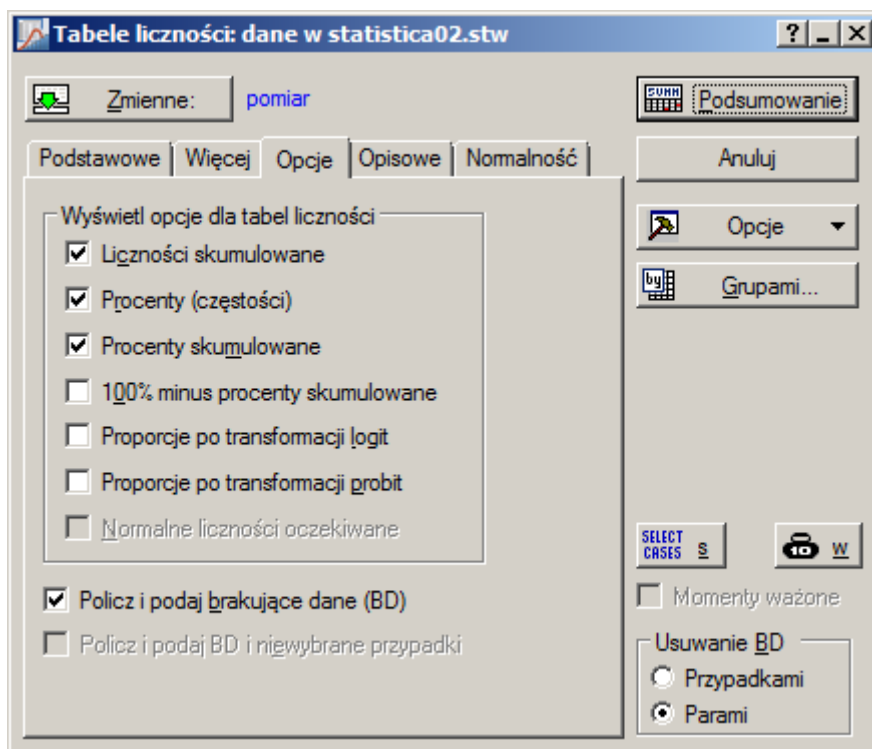 Tabele liczności: dane w statistica02.stw
Zmienne: pomiar
Podstawowe Więcej Opcje Opisowe Normalność
Wyświetl opcje dla tabel liczności
Liczności skumulowane
Procenty (częstości)
Procenty skumulowane
100% minus procenty skumulowane
Proporcje po transformacji logit
Proporcje po transformacji probit
Normalne liczności oczekiwane
Policz i podaj brakujące dane (BD)
Policz i podaj BD i niewybrane przypadki
SUMM Podsumowanie
Anuluj
Opcje
by Grupami...
SELECT CASES S
10 W
Momenty ważone
Usuwanie BD
Przypadkami
Parami